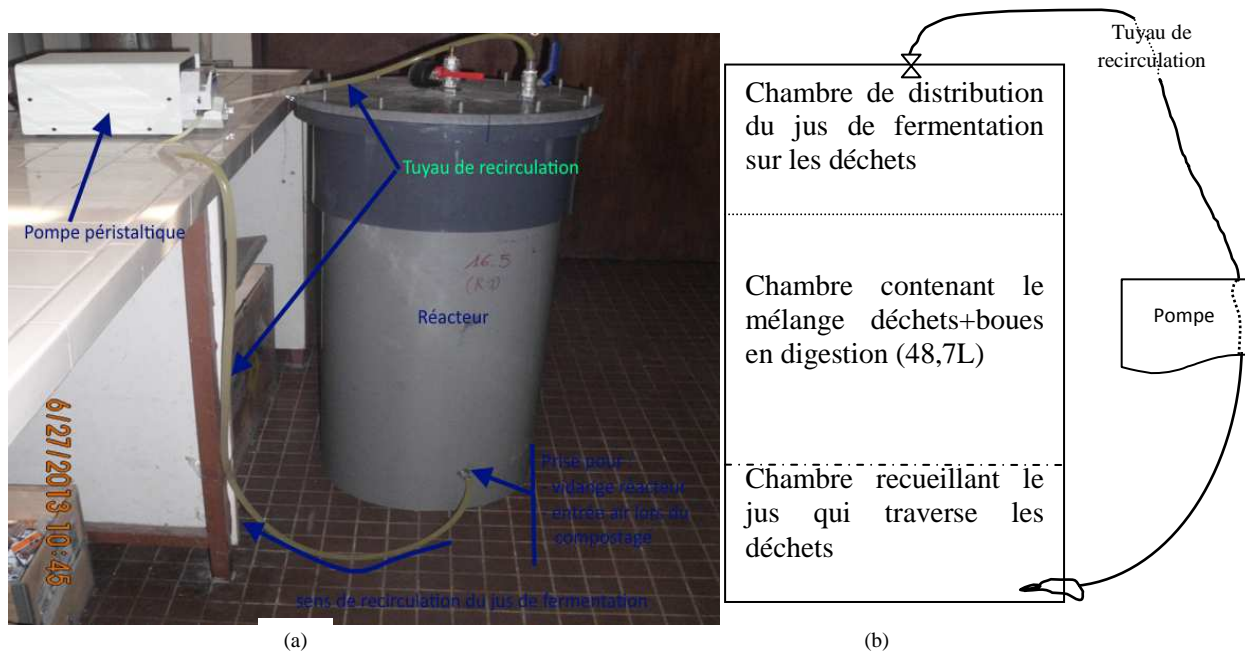 Tuyau de recirculation
Pompe péristaltique
16.5
Réacteur
Prise pour
- vidange réacteur
- entrée air lors du
compostage
sens de recirculation du jus de fermentation
6/27/2013 10:45
(a)
Tuyau de
recirculation
Chambre de distribution
du jus de fermentation
sur les déchets
Chambre contenant le
mélange déchets+boues
en digestion (48,7L)
Pompe
Chambre recueillant le
jus qui traverse les
déchets
(b)